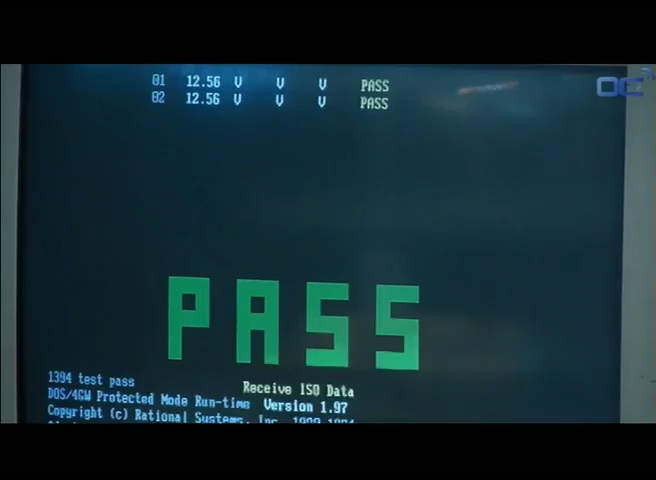 01 12.56 V V V PASS
02 12.56 V V V PASS
PASS
1394 test pass
Receive ISO Data
DOS/4GW Protected Mode Run-time Version 1.97
Copyright (c) Rational Systems, Inc.
OC